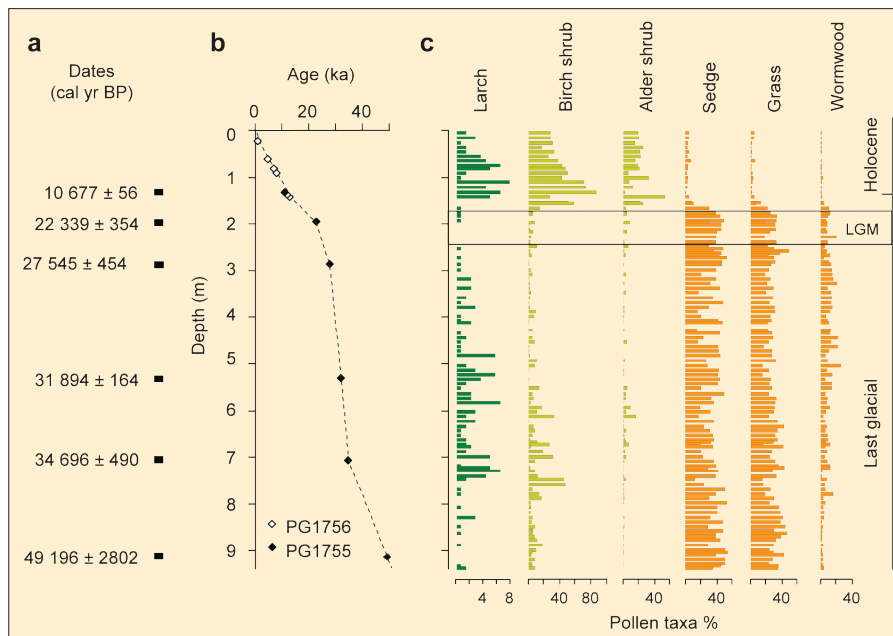 a
Dates
(cal yr BP)
10 677 ± 56
22 339 ± 354
27 545 ± 454
31 894 ± 164
34 696 ± 490
49 196 ± 2802
b
Age (ka)
0 20 40
Depth (m)
0
1
2
3
4
5
6
7
8
9
PG1756
PG1755
c
Larch
Birch shrub
Alder shrub
Sedge
Grass
Wormwood
Holocene
LGM
Last glacial
4 8
40 80
40
40
40
40
Pollen taxa %